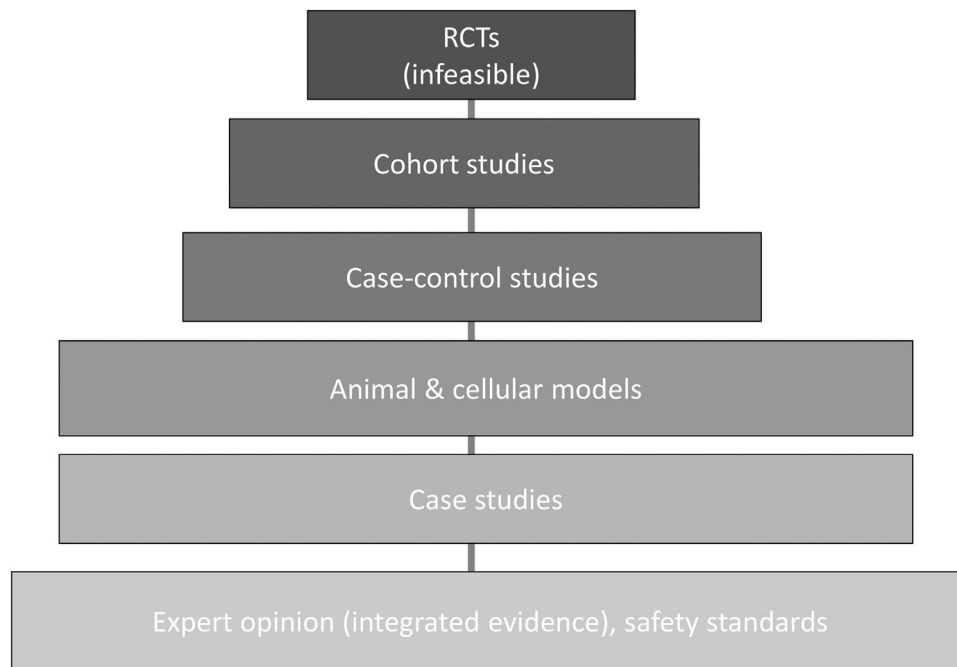 RCTs
(infeasible)
Cohort studies
Case-control studies
Animal & cellular models
Case studies
Expert opinion (integrated evidence), safety standards